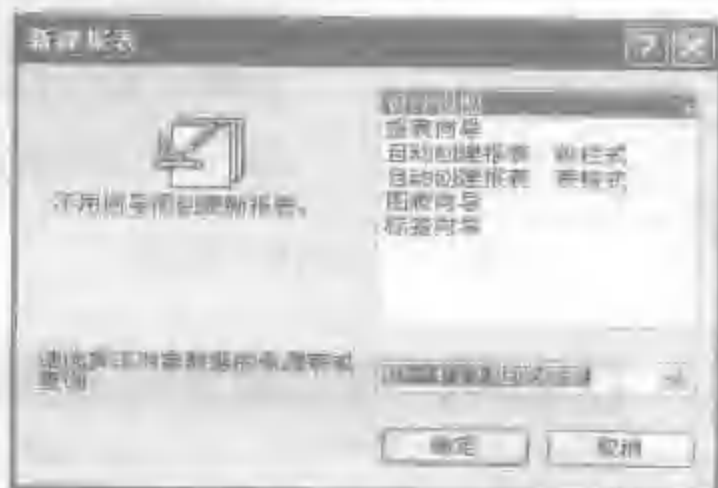 新建报表
设计视图
报表向导
自动创建报表 纵栏式
自动创建报表 表格式
图表向导
标签向导
不用向导而创建新报表。
请选择该对象数据的来源表或
查询:
确定
取消